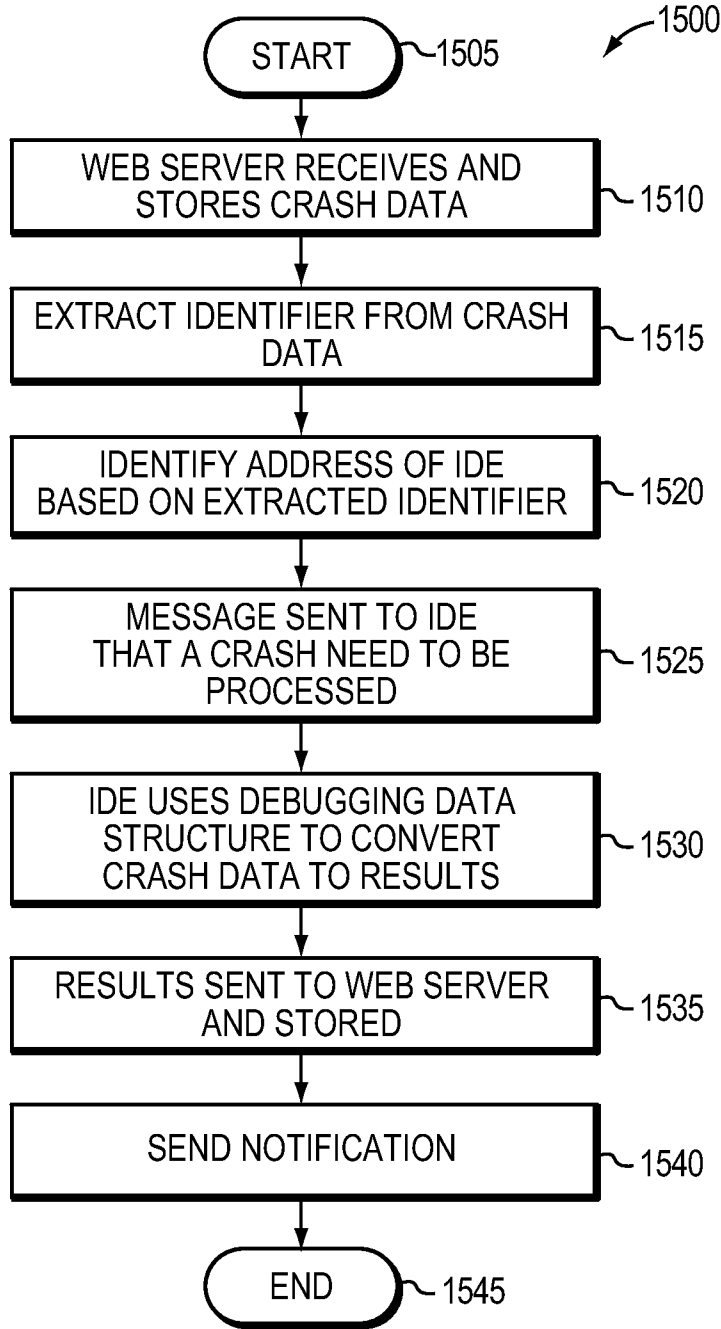 1500
START
1505
WEB SERVER RECEIVES AND
STORES CRASH DATA
1510
EXTRACT IDENTIFIER FROM CRASH
DATA
1515
IDENTIFY ADDRESS OF IDE
BASED ON EXTRACTED IDENTIFIER
1520
MESSAGE SENT TO IDE
THAT A CRASH NEED TO BE
PROCESSED
1525
IDE USES DEBUGGING DATA
STRUCTURE TO CONVERT
CRASH DATA TO RESULTS
1530
RESULTS SENT TO WEB SERVER
AND STORED
1535
SEND NOTIFICATION
1540
END
1545